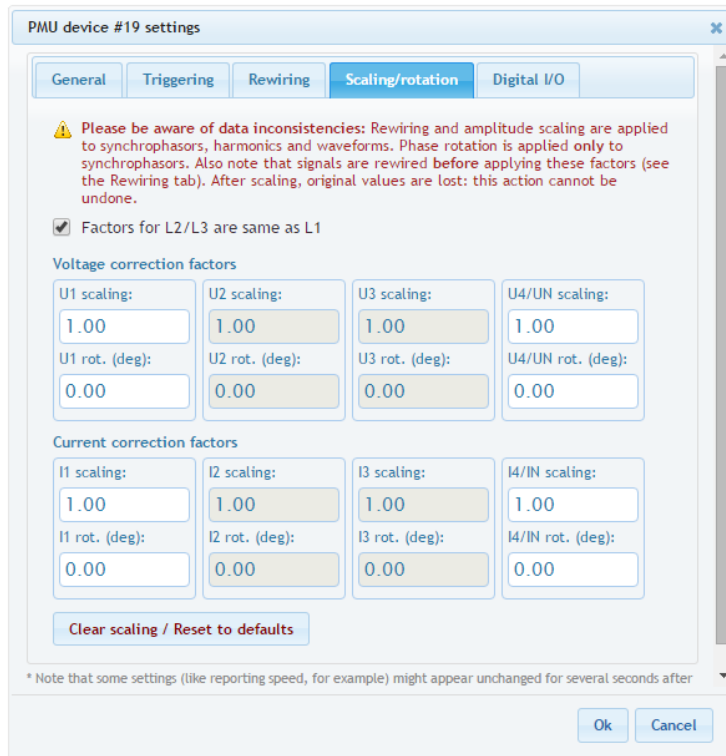 PMU device #19 settings
General Triggering Rewiring Scaling/rotation Digital I/O
Please be aware of data inconsistencies: Rewiring and amplitude scaling are applied
to synchrophasors, harmonics and waveforms. Phase rotation is applied only to
synchrophasors. Also note that signals are rewired before applying these factors (see
the Rewiring tab). After scaling, original values are lost: this action cannot be
undone.
Factors for L2/L3 are same as L1
Voltage correction factors
U1 scaling: U2 scaling: U3 scaling: U4/UN scaling:
1.00 1.00 1.00 1.00
U1 rot. (deg): U2 rot. (deg): U3 rot. (deg): U4/UN rot. (deg):
0.00 0.00 0.00 0.00
Current correction factors
I1 scaling: I2 scaling: I3 scaling: I4/IN scaling:
1.00 1.00 1.00 1.00
I1 rot. (deg): I2 rot. (deg): I3 rot. (deg): I4/IN rot. (deg):
0.00 0.00 0.00 0.00
Clear scaling / Reset to defaults
* Note that some settings (like reporting speed, for example) might appear unchanged for several seconds after
Ok Cancel